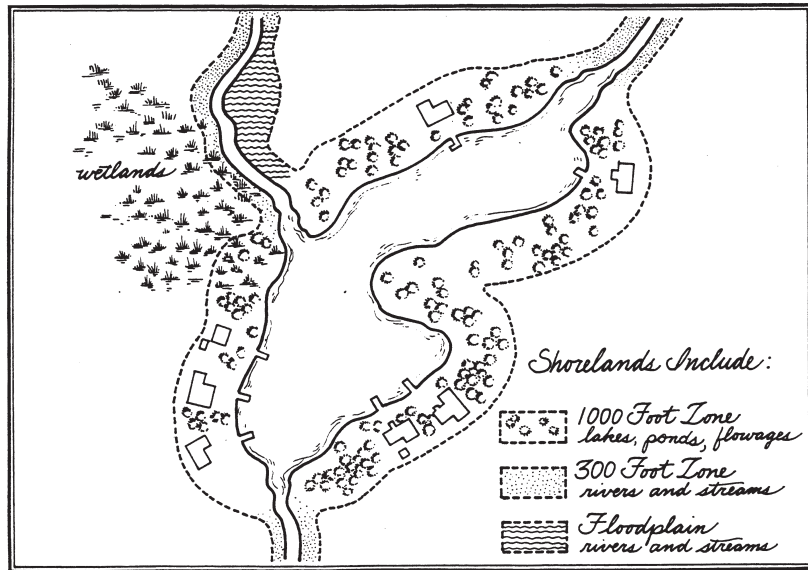 wetlands
Shorelands Include:
1000 Foot Zone
lakes, ponds, flowages
300 Foot Zone
rivers and streams
Floodplain
rivers and streams